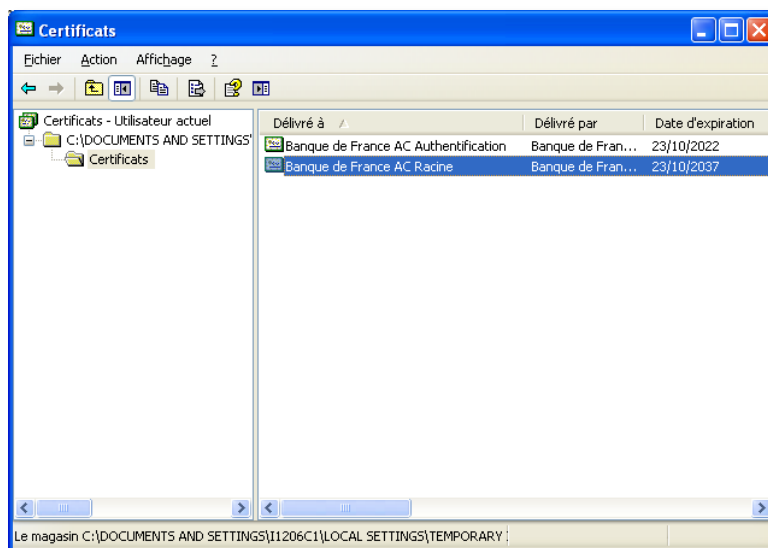 Certificats
Fichier Action Affichage ?
Certificats - Utilisateur actuel
C:\DOCUMENTS AND SETTINGS'
Certificats
Délivré à Délivré par Date d'expiration
Banque de France AC Authentification Banque de Fran... 23/10/2022
Banque de France AC Racine Banque de Fran... 23/10/2037
Le magasin C:\DOCUMENTS AND SETTINGS\I1206C1\LOCAL SETTINGS\TEMPORARY